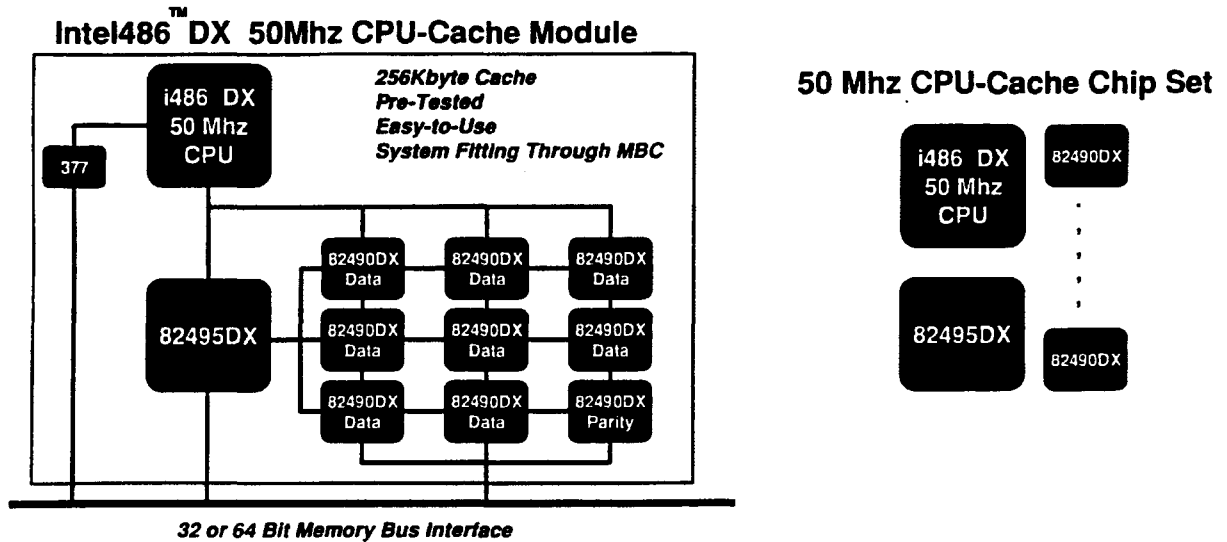 Intel486™ DX 50Mhz CPU-Cache Module
i486 DX
50 Mhz
CPU
256Kbyte Cache
Pre-Tested
Easy-to-Use
System Fitting Through MBC
377
82490DX
Data
82490DX
Data
82490DX
Data
82495DX
82490DX
Data
82490DX
Data
82490DX
Data
82490DX
Data
82490DX
Data
82490DX
Parity
32 or 64 Bit Memory Bus Interface
50 Mhz CPU-Cache Chip Set
i486 DX
50 Mhz
CPU
82490DX
82495DX
82490DX